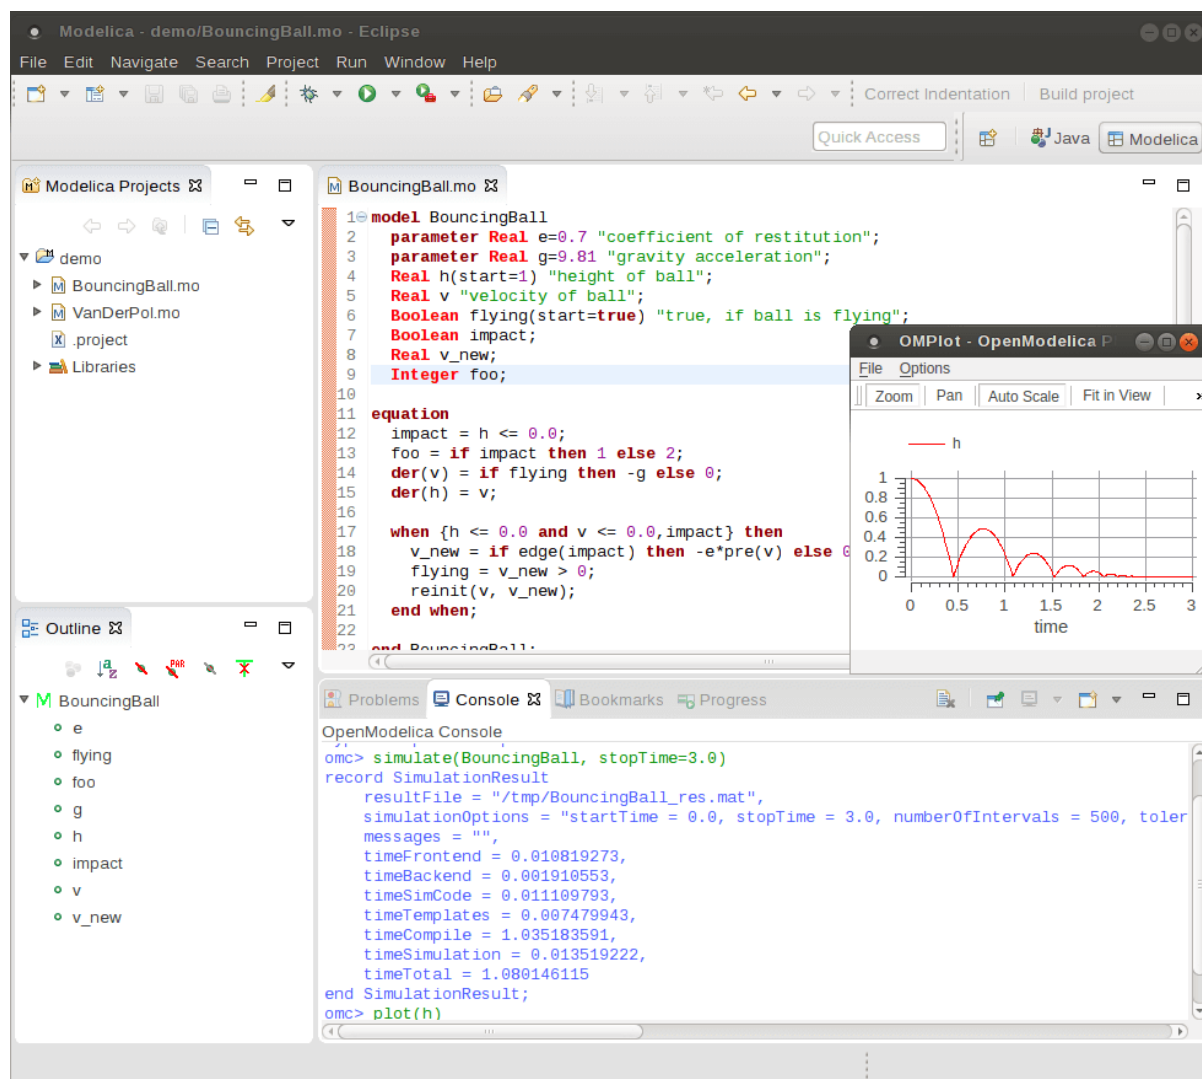 Modelica - demo/BouncingBall.mo - Eclipse
File Edit Navigate Search Project Run Window Help
Correct Indentation Build project
Quick Access Java Modelica
Modelica Projects
demo
BouncingBall.mo
VanDerPol.mo
.project
Libraries
BouncingBall.mo
1 model BouncingBall
2 parameter Real e=0.7 "coefficient of restitution";
3 parameter Real g=9.81 "gravity acceleration";
4 Real h(start=1) "height of ball";
5 Real v "velocity of ball";
6 Boolean flying(start=true) "true, if ball is flying";
7 Boolean impact;
8 Real v_new;
9 Integer foo;
10
11 equation
12 impact = h <= 0.0;
13 foo = if impact then 1 else 2;
14 der(v) = if flying then -g else 0;
15 der(h) = v;
16
17 when {h <= 0.0 and v <= 0.0,impact} then
18 v_new = if edge(impact) then -e*pre(v) else 0
19 flying = v_new > 0;
20 reinit(v, v_new);
21 end when;
22
23 end BouncingBall;
OMPlot - OpenModelica P
File Options
Zoom Pan Auto Scale Fit in View »
h
1
0.8
0.6
0.4
0.2
0
0 0.5 1 1.5 2 2.5 3
time
Outline
BouncingBall
e
flying
foo
g
h
impact
v
v_new
Problems Console Bookmarks Progress
OpenModelica Console
omc> simulate(BouncingBall, stopTime=3.0)
record SimulationResult
resultFile = "/tmp/BouncingBall_res.mat",
simulationOptions = "startTime = 0.0, stopTime = 3.0, numberOfIntervals = 500, toler
messages = "",
timeFrontend = 0.010819273,
timeBackend = 0.001910553,
timeSimCode = 0.011109793,
timeTemplates = 0.007479943,
timeCompile = 1.035183591,
timeSimulation = 0.013519222,
timeTotal = 1.080146115
end SimulationResult;
omc> plot(h)